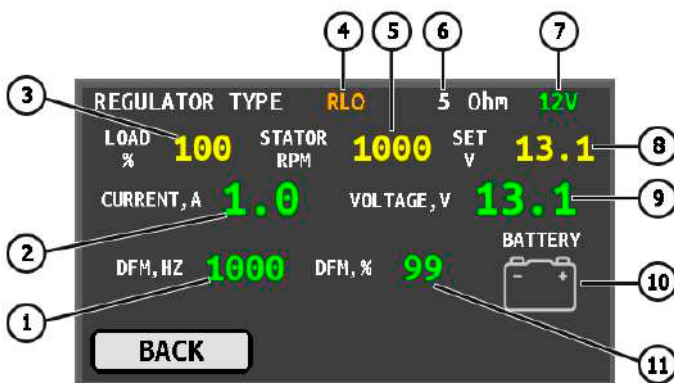 4 5 6 7
3
REGULATOR TYPE RLO 5 Ohm 12V
LOAD % 100 STATOR RPM 1000 SET V 13.1
8
CURRENT, A 1.0 VOLTAGE, V 13.1
9
2
BATTERY
DFM, HZ 1000 DFM, % 99
- +
10
1
BACK
11